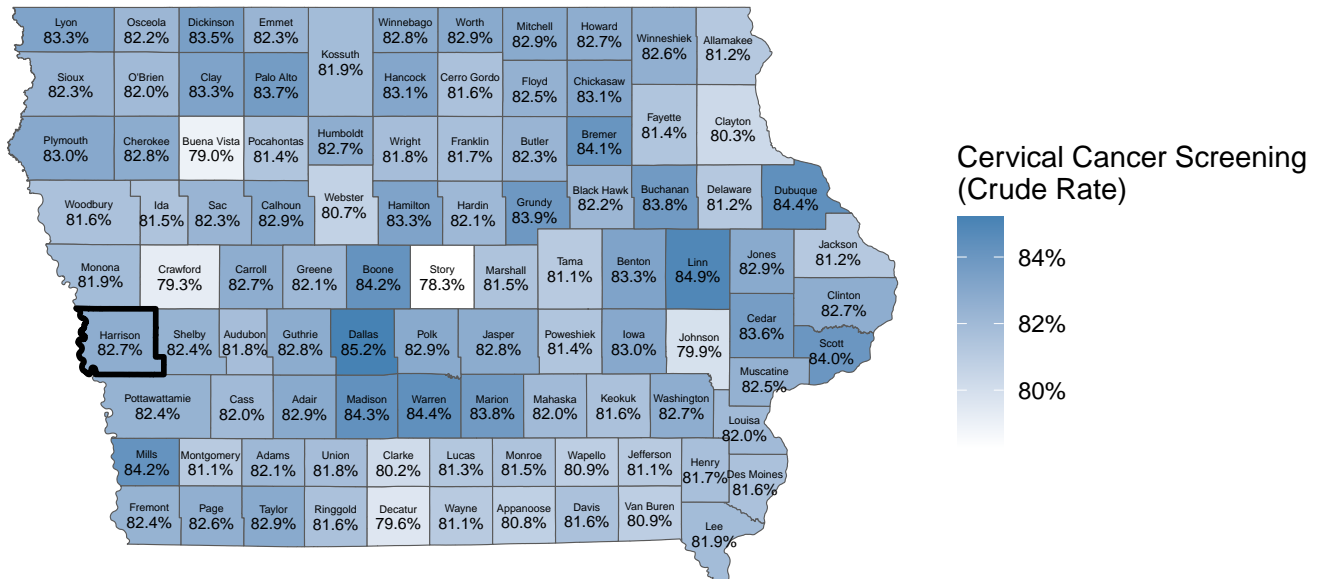 Lyon
83.3%
Osceola
82.2%
Dickinson
83.5%
Emmet
82.3%
Kossuth
81.9%
Winnebago
82.8%
Worth
82.9%
Mitchell
82.9%
Howard
82.7%
Winneshiek
82.6%
Allamakee
81.2%
Sioux
82.3%
O'Brien
82.0%
Clay
83.3%
Palo Alto
83.7%
Hancock
83.1%
Cerro Gordo
81.6%
Floyd
82.5%
Chickasaw
83.1%
Fayette
81.4%
Clayton
80.3%
Plymouth
83.0%
Cherokee
82.8%
Buena Vista
79.0%
Pocahontas
81.4%
Humboldt
82.7%
Wright
81.8%
Franklin
81.7%
Butler
82.3%
Bremer
84.1%
Woodbury
81.6%
Ida
81.5%
Sac
82.3%
Calhoun
82.9%
Webster
80.7%
Hamilton
83.3%
Hardin
82.1%
Grundy
83.9%
Black Hawk
82.2%
Buchanan
83.8%
Delaware
81.2%
Dubuque
84.4%
Monona
81.9%
Crawford
79.3%
Carroll
82.7%
Greene
82.1%
Boone
84.2%
Story
78.3%
Marshall
81.5%
Tama
81.1%
Benton
83.3%
Linn
84.9%
Jones
82.9%
Jackson
81.2%
Clinton
82.7%
Harrison
82.7%
Shelby
82.4%
Audubon
81.8%
Guthrie
82.8%
Dallas
85.2%
Polk
82.9%
Jasper
82.8%
Poweshiek
81.4%
Iowa
83.0%
Johnson
79.9%
Cedar
83.6%
Scott
84.0%
Muscatine
82.5%
Pottawattamie
82.4%
Cass
82.0%
Adair
82.9%
Madison
84.3%
Warren
84.4%
Marion
83.8%
Mahaska
82.0%
Keokuk
81.6%
Washington
82.7%
Louisa
82.0%
Mills
84.2%
Montgomery
81.1%
Adams
82.1%
Union
81.8%
Clarke
80.2%
Lucas
81.3%
Monroe
81.5%
Wapello
80.9%
Jefferson
81.1%
Henry
81.7%
Des Moines
81.6%
Fremont
82.4%
Page
82.6%
Taylor
82.9%
Ringgold
81.6%
Decatur
79.6%
Wayne
81.1%
Appanoose
80.8%
Davis
81.6%
Van Buren
80.9%
Lee
81.9%
Cervical Cancer Screening
(Crude Rate)
84%
82%
80%